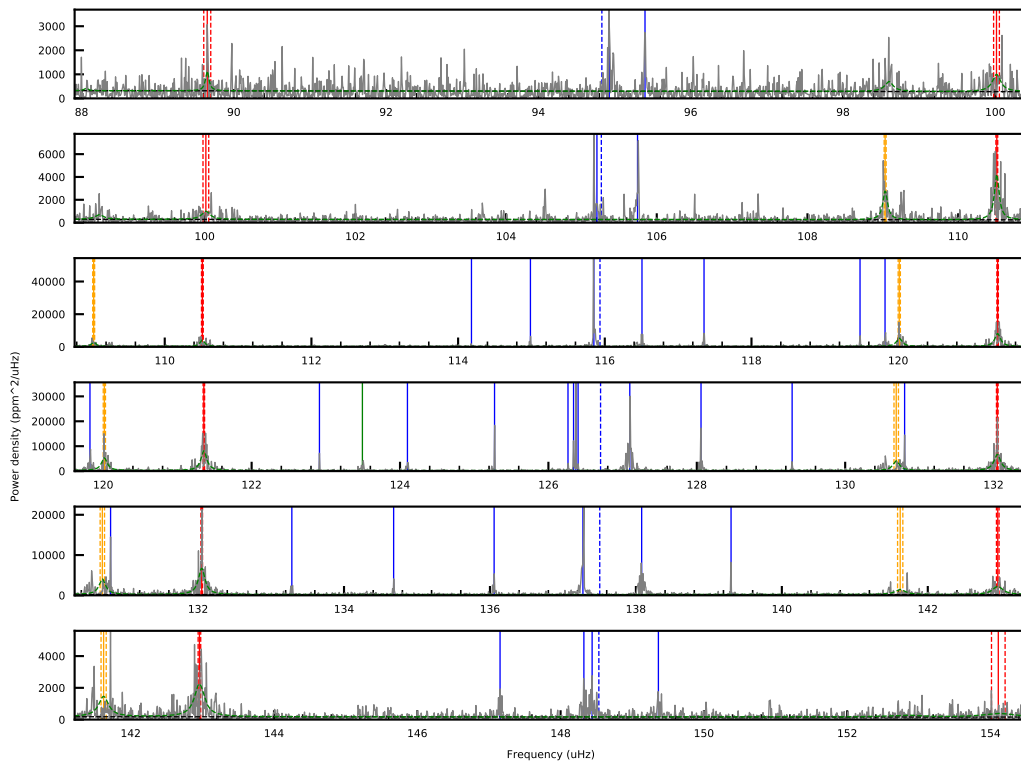 3000
2000
1000
0
88 90 92 94 96 98 100
6000
4000
2000
0
100 102 104 106 108 110
40000
20000
0
110 112 114 116 118 120
30000
20000
10000
0
120 122 124 126 128 130 132
20000
10000
0
132 134 136 138 140 142
4000
2000
0
142 144 146 148 150 152 154
Power density (ppm^2/uHz)
Frequency (uHz)